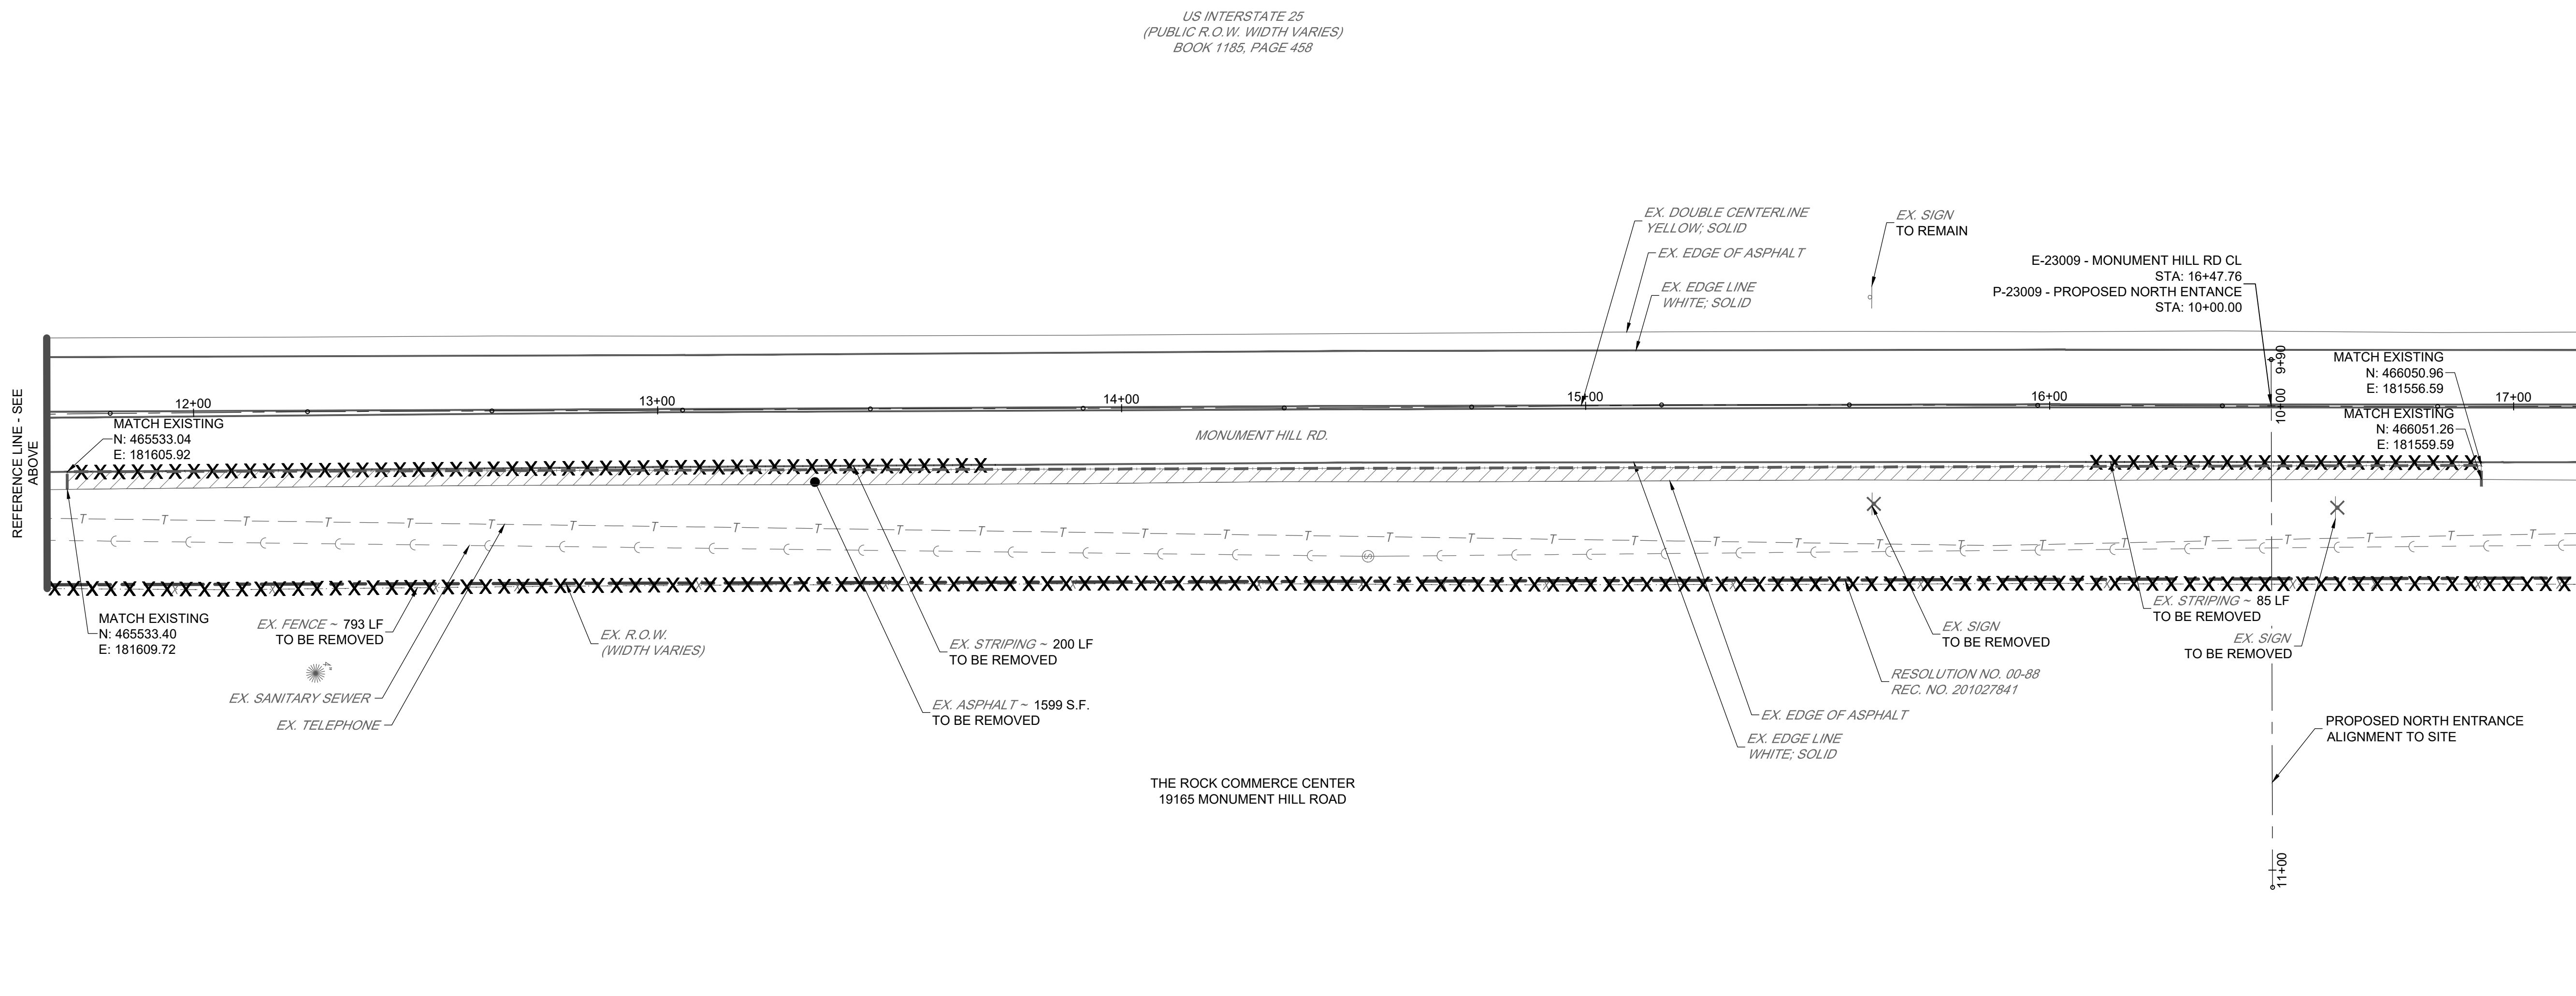 US INTERSTATE 25
(PUBLIC R.O.W. WIDTH VARIES)
BOOK 1185, PAGE 458
EX. DOUBLE CENTERLINE
YELLOW; SOLID
EX. SIGN
TO REMAIN
EX. EDGE OF ASPHALT
EX. EDGE LINE
WHITE; SOLID
E-23009 - MONUMENT HILL RD CL
STA: 16+47.76
P-23009 - PROPOSED NORTH ENTANCE
STA: 10+00.00
REFERENCE LINE - SEE
ABOVE
12+00
13+00
14+00
15+00
16+00
17+00
9+90
10+00
11+00
MATCH EXISTING
N: 466050.96
E: 181556.59
MATCH EXISTING
N: 466051.26
E: 181559.59
MATCH EXISTING
N: 465533.04
E: 181605.92
MONUMENT HILL RD.
T T T T T T T T T T T T T T T T T T T T T T T T T T T T T T T
S
MATCH EXISTING
N: 465533.40
E: 181609.72
EX. FENCE ~ 793 LF
TO BE REMOVED
4"
EX. SANITARY SEWER
EX. TELEPHONE
EX. R.O.W.
(WIDTH VARIES)
EX. STRIPING ~ 200 LF
TO BE REMOVED
EX. ASPHALT ~ 1599 S.F.
TO BE REMOVED
EX. SIGN
TO BE REMOVED
RESOLUTION NO. 00-88
REC. NO. 201027841
EX. EDGE OF ASPHALT
EX. EDGE LINE
WHITE; SOLID
EX. STRIPING ~ 85 LF
TO BE REMOVED
EX. SIGN
TO BE REMOVED
PROPOSED NORTH ENTRANCE
ALIGNMENT TO SITE
THE ROCK COMMERCE CENTER
19165 MONUMENT HILL ROAD